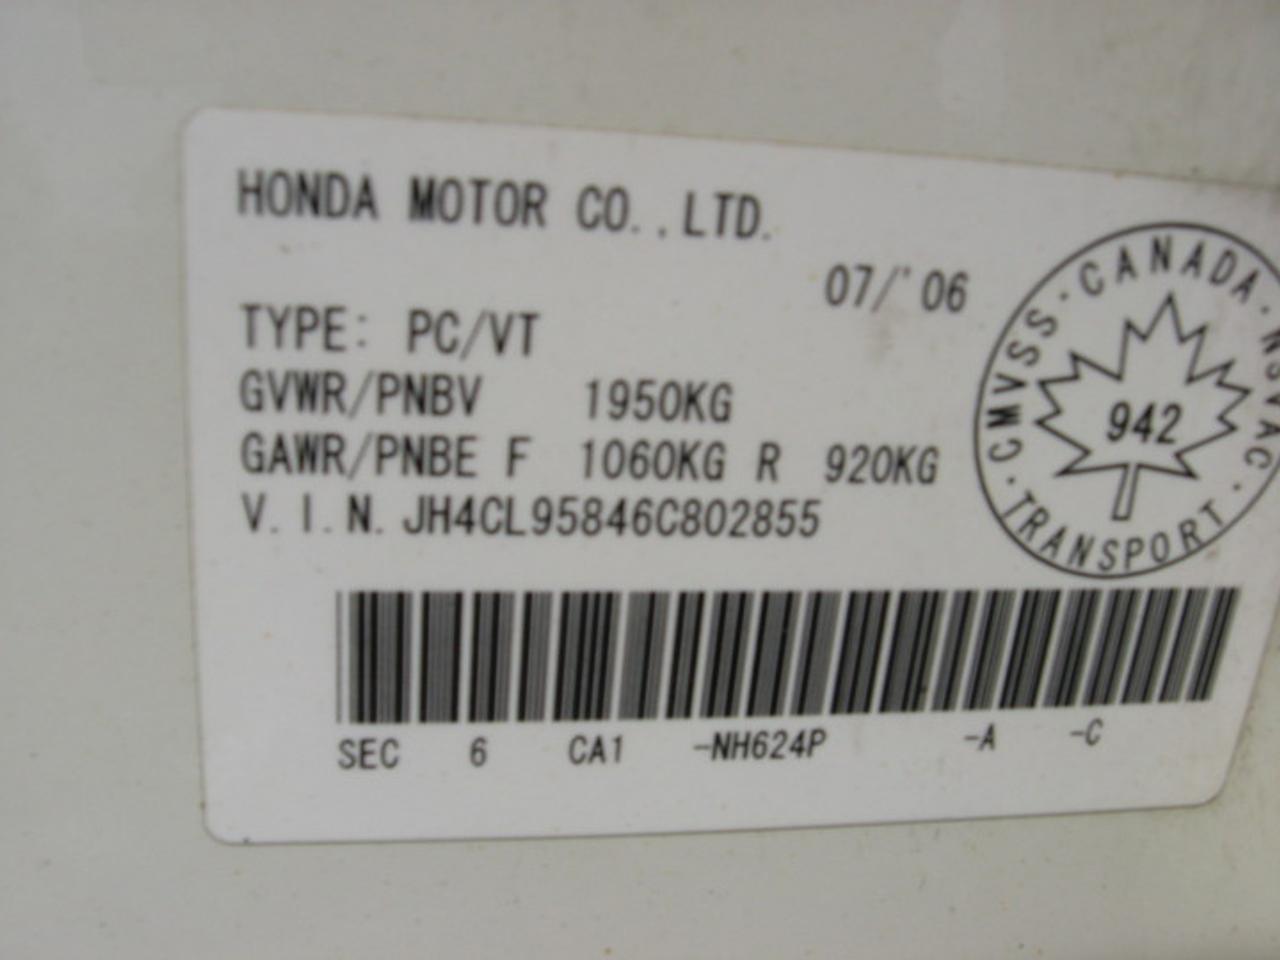 HONDA MOTOR CO.,LTD.
07/'06
TYPE: PC/VT
GVWR/PNBV 1950KG
GAWR/PNBE F 1060KG R 920KG
V.I.N. JH4CL95846C802855
CANADA · NSVAC · TRANSPORT · CMVSS ·
942
SEC 6 CA1 -NH624P -A -C